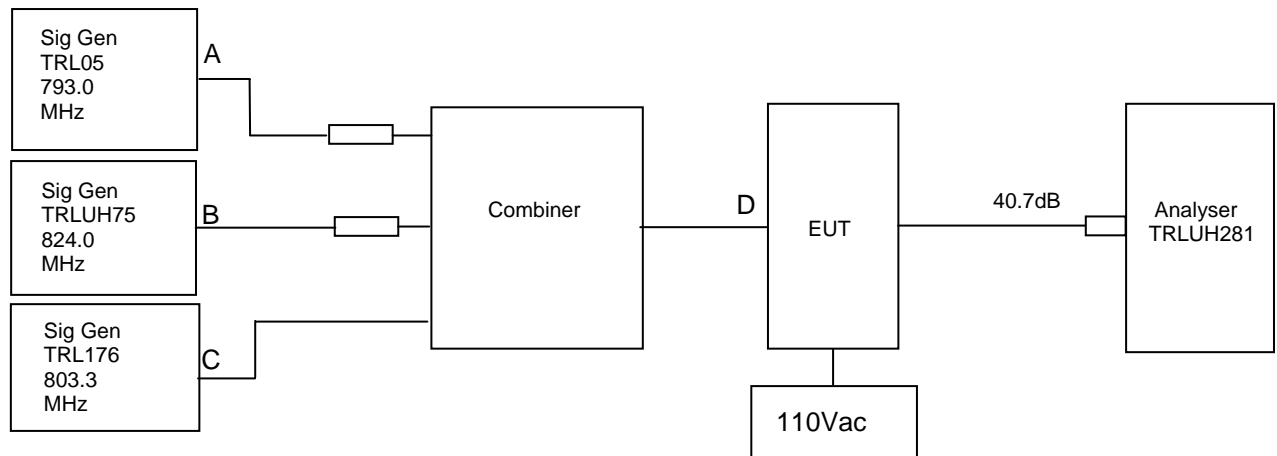 Sig Gen
TRL05
793.0
MHz
A
Sig Gen
TRLUH75
824.0
MHz
B
Sig Gen
TRL176
803.3
MHz
C
Combiner
D
EUT
110Vac
40.7dB
Analyser
TRLUH281